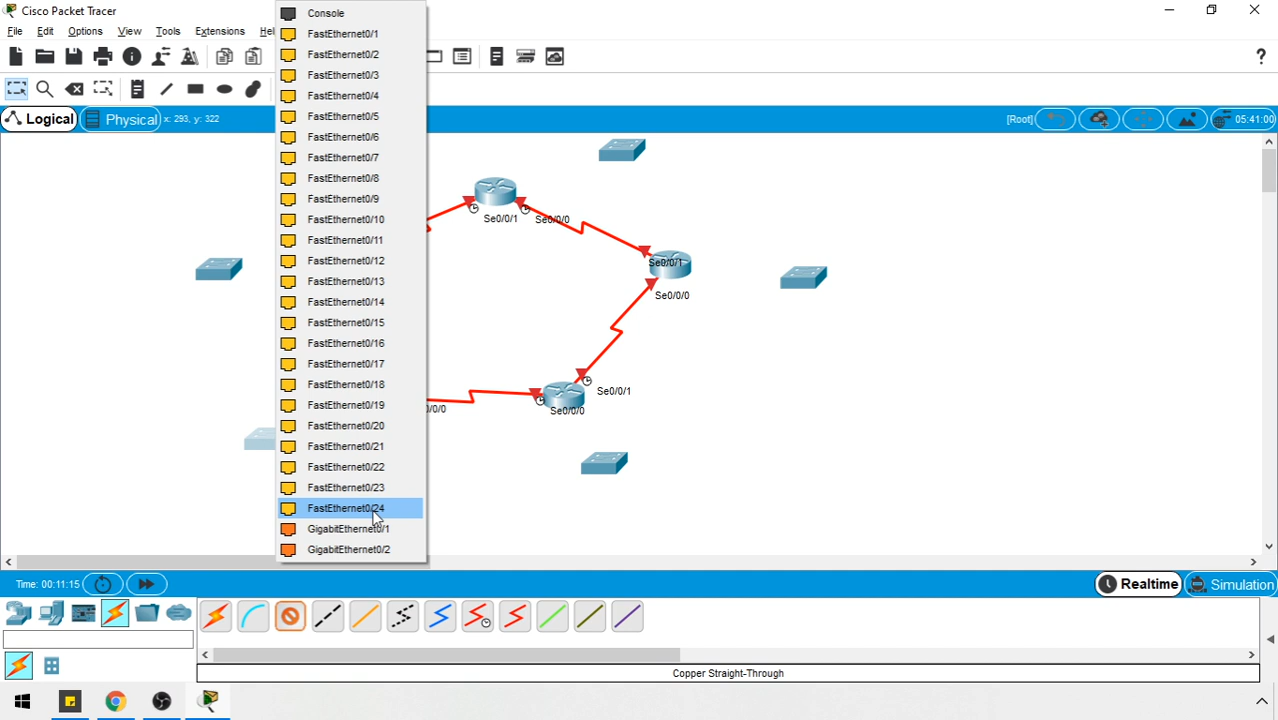 Cisco Packet Tracer
File Edit Options View Tools Extensions Hel
Logical
Physical
x: 293, y: 322
[Root]
05:41:00
Console
FastEthernet0/1
FastEthernet0/2
FastEthernet0/3
FastEthernet0/4
FastEthernet0/5
FastEthernet0/6
FastEthernet0/7
FastEthernet0/8
FastEthernet0/9
FastEthernet0/10
FastEthernet0/11
FastEthernet0/12
FastEthernet0/13
FastEthernet0/14
FastEthernet0/15
FastEthernet0/16
FastEthernet0/17
FastEthernet0/18
FastEthernet0/19
FastEthernet0/20
FastEthernet0/21
FastEthernet0/22
FastEthernet0/23
FastEthernet0/24
GigabitEthernet0/1
GigabitEthernet0/2
Se0/0/1
Se0/0/0
Se0/0/1
Se0/0/0
Se0/0/1
Se0/0/0
/0/0
Time: 00:11:15
Realtime
Simulation
Copper Straight-Through